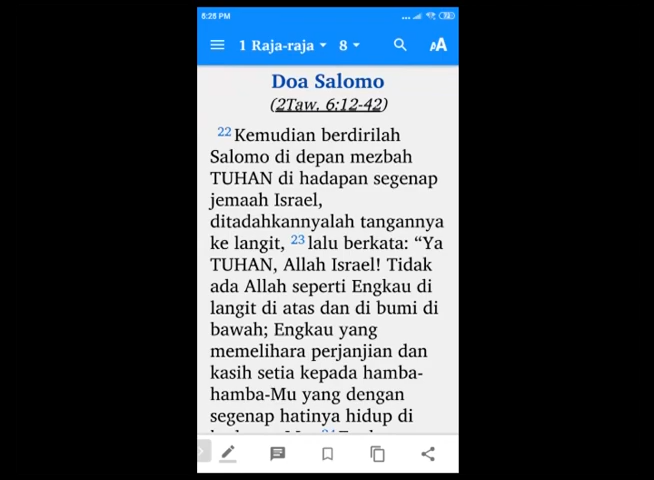 5:25 PM
1 Raja-raja 8
AA
Doa Salomo
(2Taw. 6:12-42)
22 Kemudian berdirilah
Salomo di depan mezbah
TUHAN di hadapan segenap
jemaah Israel,
ditadahkannyalah tangannya
ke langit, 23 lalu berkata: “Ya
TUHAN, Allah Israel! Tidak
ada Allah seperti Engkau di
langit di atas dan di bumi di
bawah; Engkau yang
memelihara perjanjian dan
kasih setia kepada hamba-
hamba-Mu yang dengan
segenap hatinya hidup di